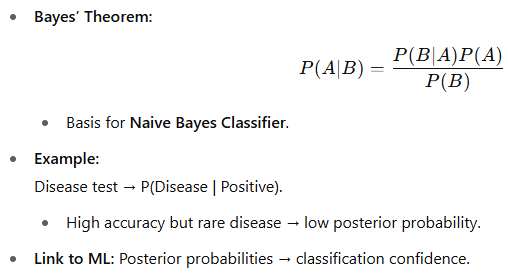 • Bayes’ Theorem:
P(A|B) = P(B|A)P(A) / P(B)
• Basis for Naive Bayes Classifier.
• Example:
Disease test → P(Disease | Positive).
• High accuracy but rare disease → low posterior probability.
• Link to ML: Posterior probabilities → classification confidence.